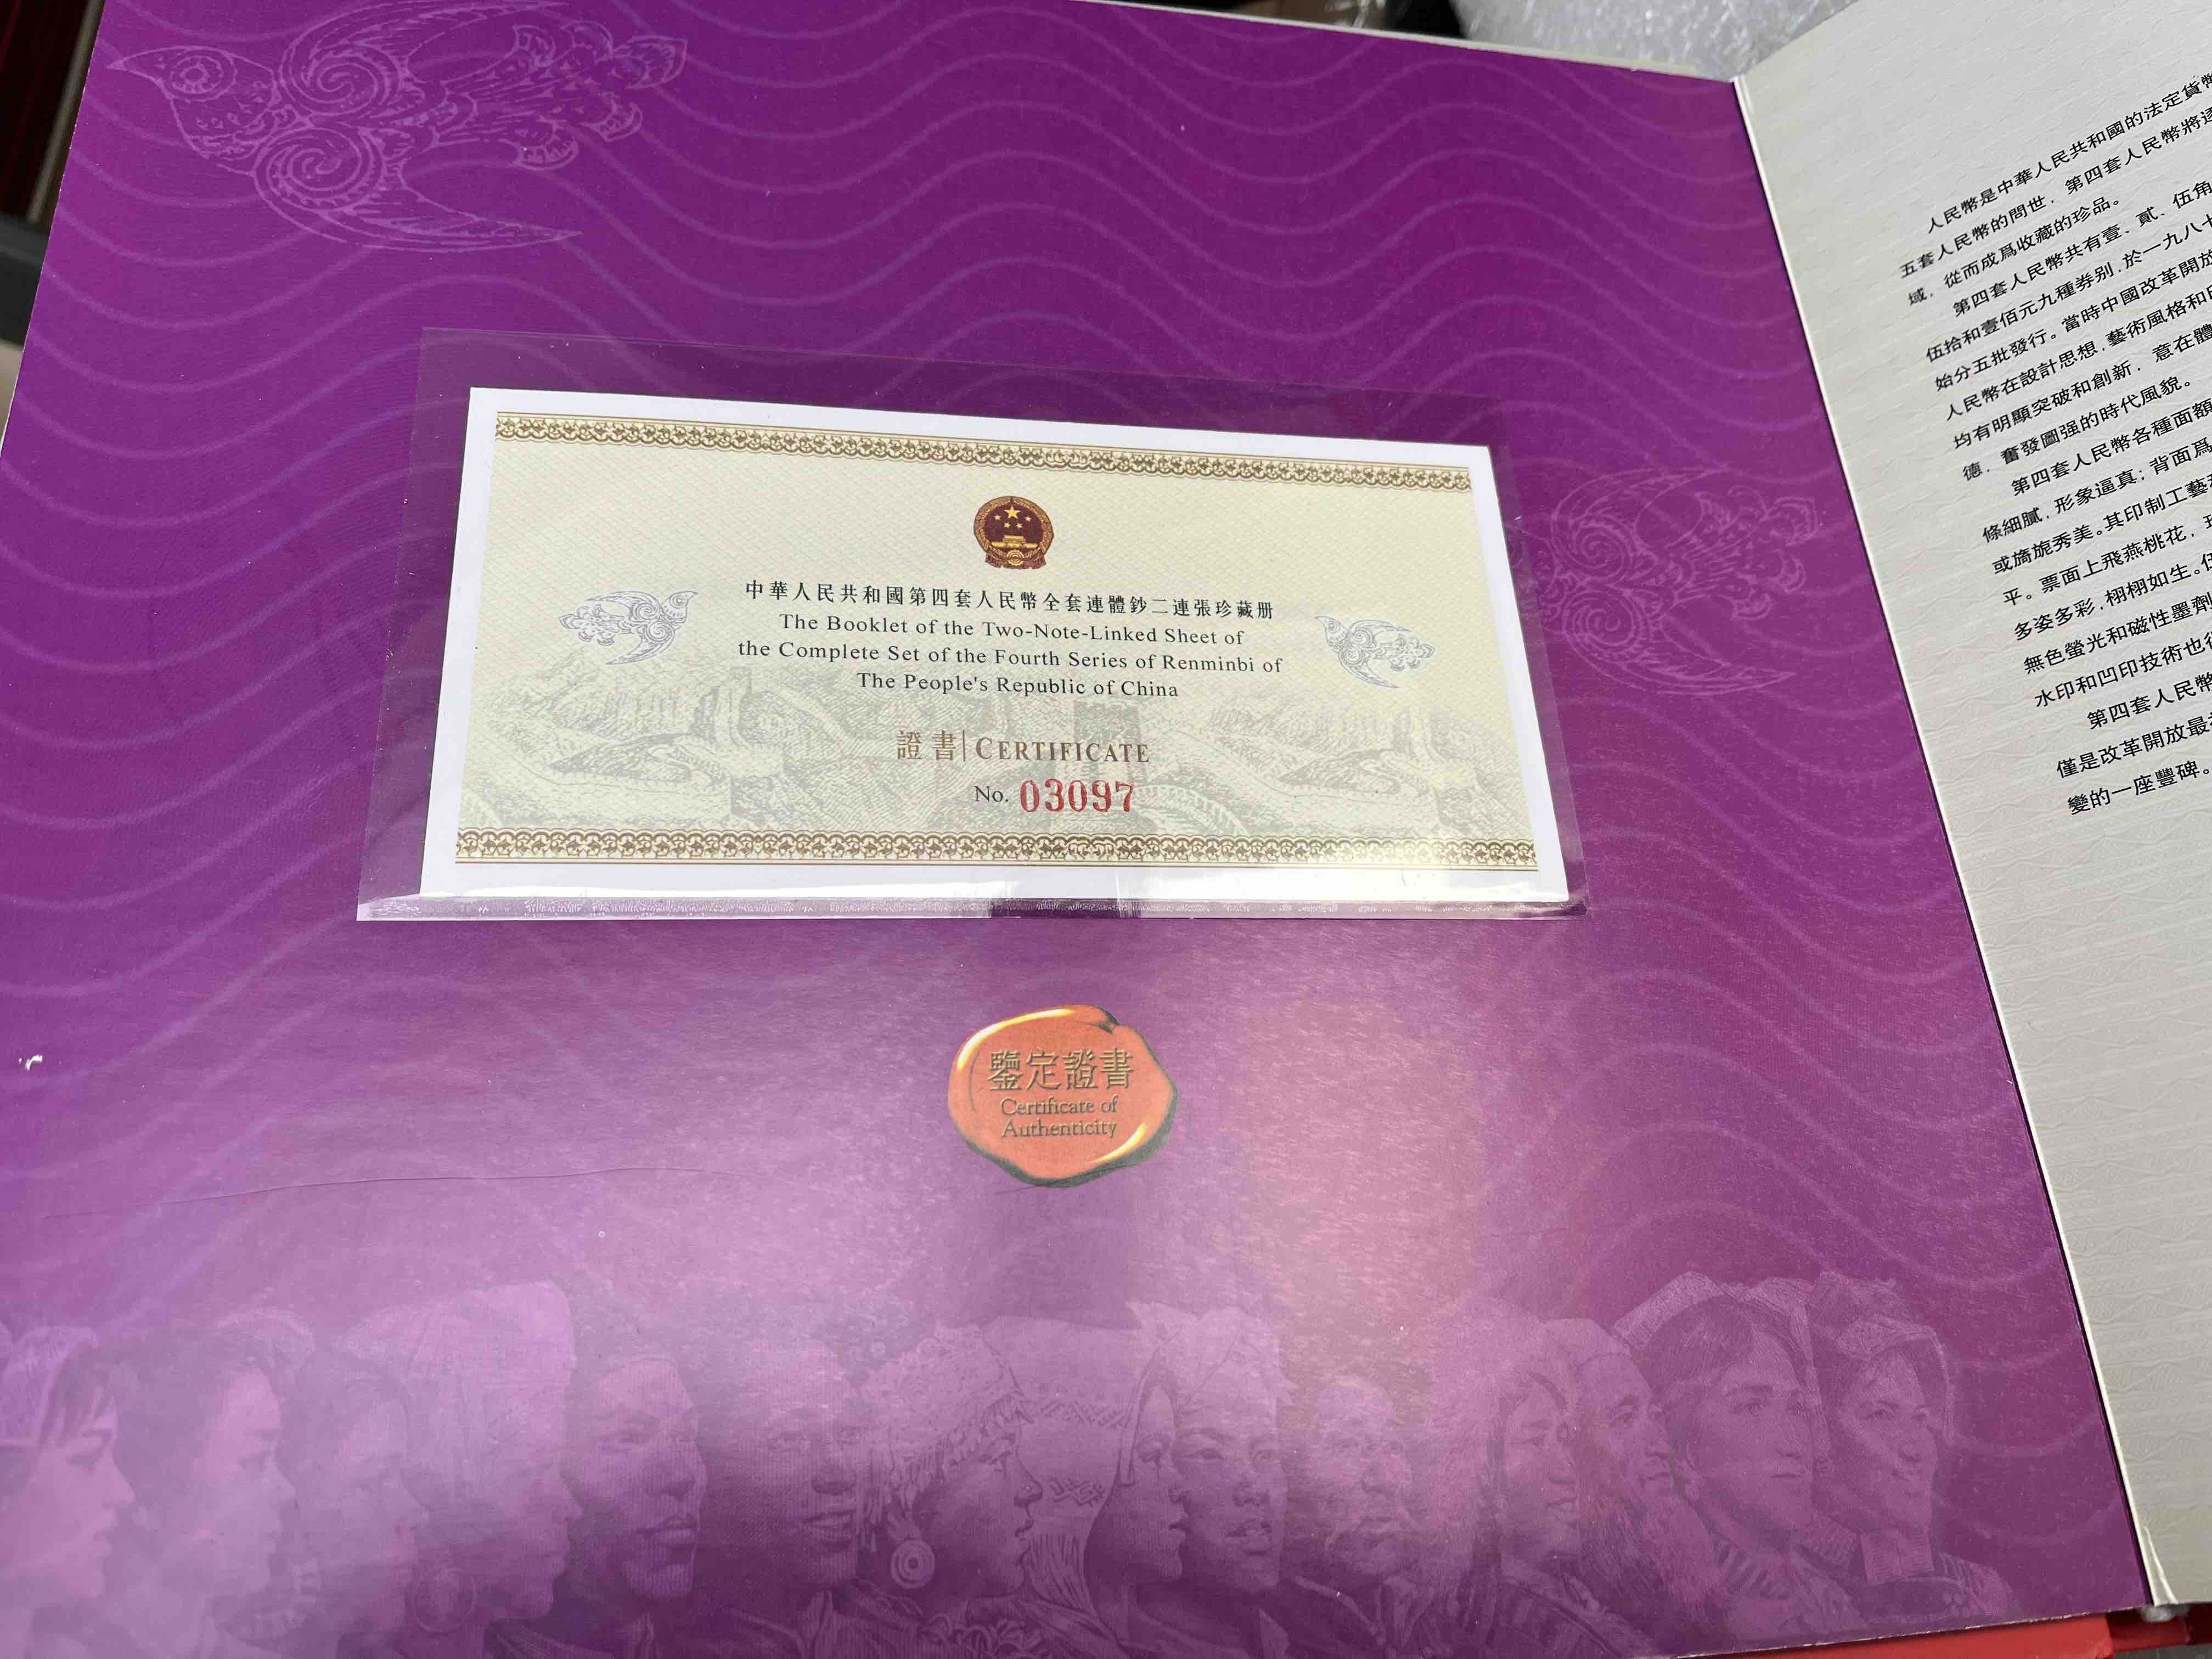 中華人民共和國第四套人民幣全套連體鈔二連張珍藏册
The Booklet of the Two-Note-Linked Sheet of
the Complete Set of the Fourth Series of Renminbi of
The People's Republic of China
證書|CERTIFICATE
No. 03097
鑒定證書
Certificate of
Authenticity
人民幣是中華人民共和國的法定貨幣
五套人民幣的問世，第四套人民幣將逐
域，從而成爲收藏的珍品。
第四套人民幣共有壹、貳、伍角
伍拾和壹佰元九種券别,於一九八十
始分五批發行。當時中國改革開放
人民幣在設計思想,藝術風格和印
均有明顯突破和創新，意在體
德，奮發圖强的時代風貌。
第四套人民幣各種面額
條細膩,形象逼真；背面爲
或旖旎秀美。其印制工藝
平。票面上飛燕桃花，
多姿多彩,栩栩如生。伍
無色螢光和磁性墨劑
水印和凹印技術也
第四套人民幣
僅是改革開放最
變的一座豐碑。